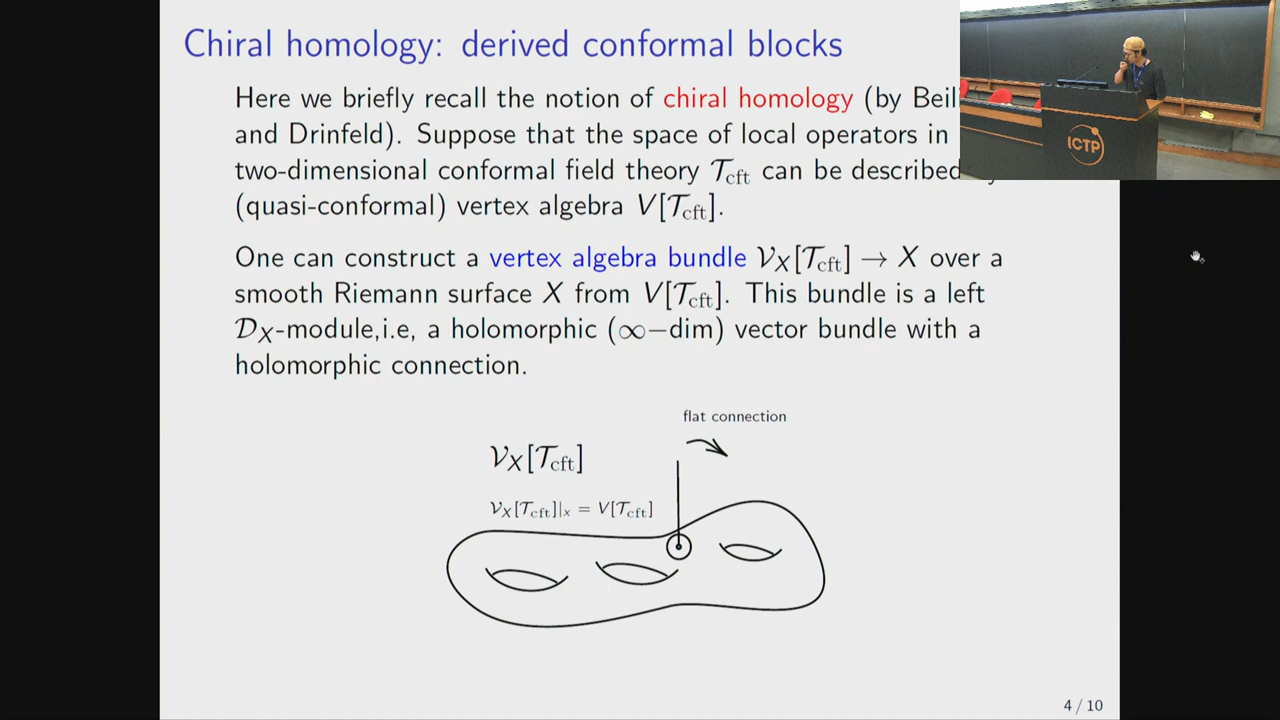 Chiral homology: derived conformal blocks
Here we briefly recall the notion of chiral homology (by Beil
and Drinfeld). Suppose that the space of local operators in
two-dimensional conformal field theory 𝒯cft can be described
(quasi-conformal) vertex algebra V[𝒯cft].
One can construct a vertex algebra bundle 𝒱X[𝒯cft] → X over a
smooth Riemann surface X from V[𝒯cft]. This bundle is a left
𝒟X-module,i.e, a holomorphic (∞−dim) vector bundle with a
holomorphic connection.
flat connection
𝒱X[𝒯cft]
𝒱X[𝒯cft]|x = V[𝒯cft]
4 / 10
ICTP